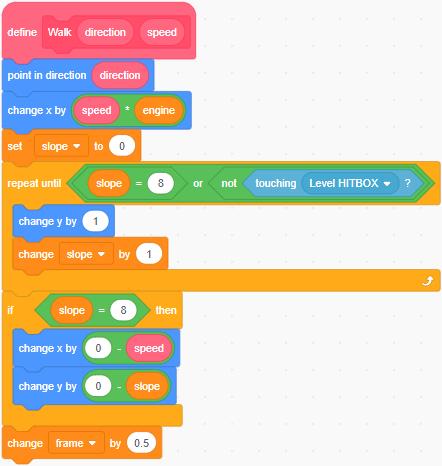 define Walk direction speed
point in direction direction
change x by speed * engine
set slope to 0
repeat until slope = 8 or not touching Level HITBOX ?
change y by 1
change slope by 1
if slope = 8 then
change x by 0 - speed
change y by 0 - slope
change frame by 0.5